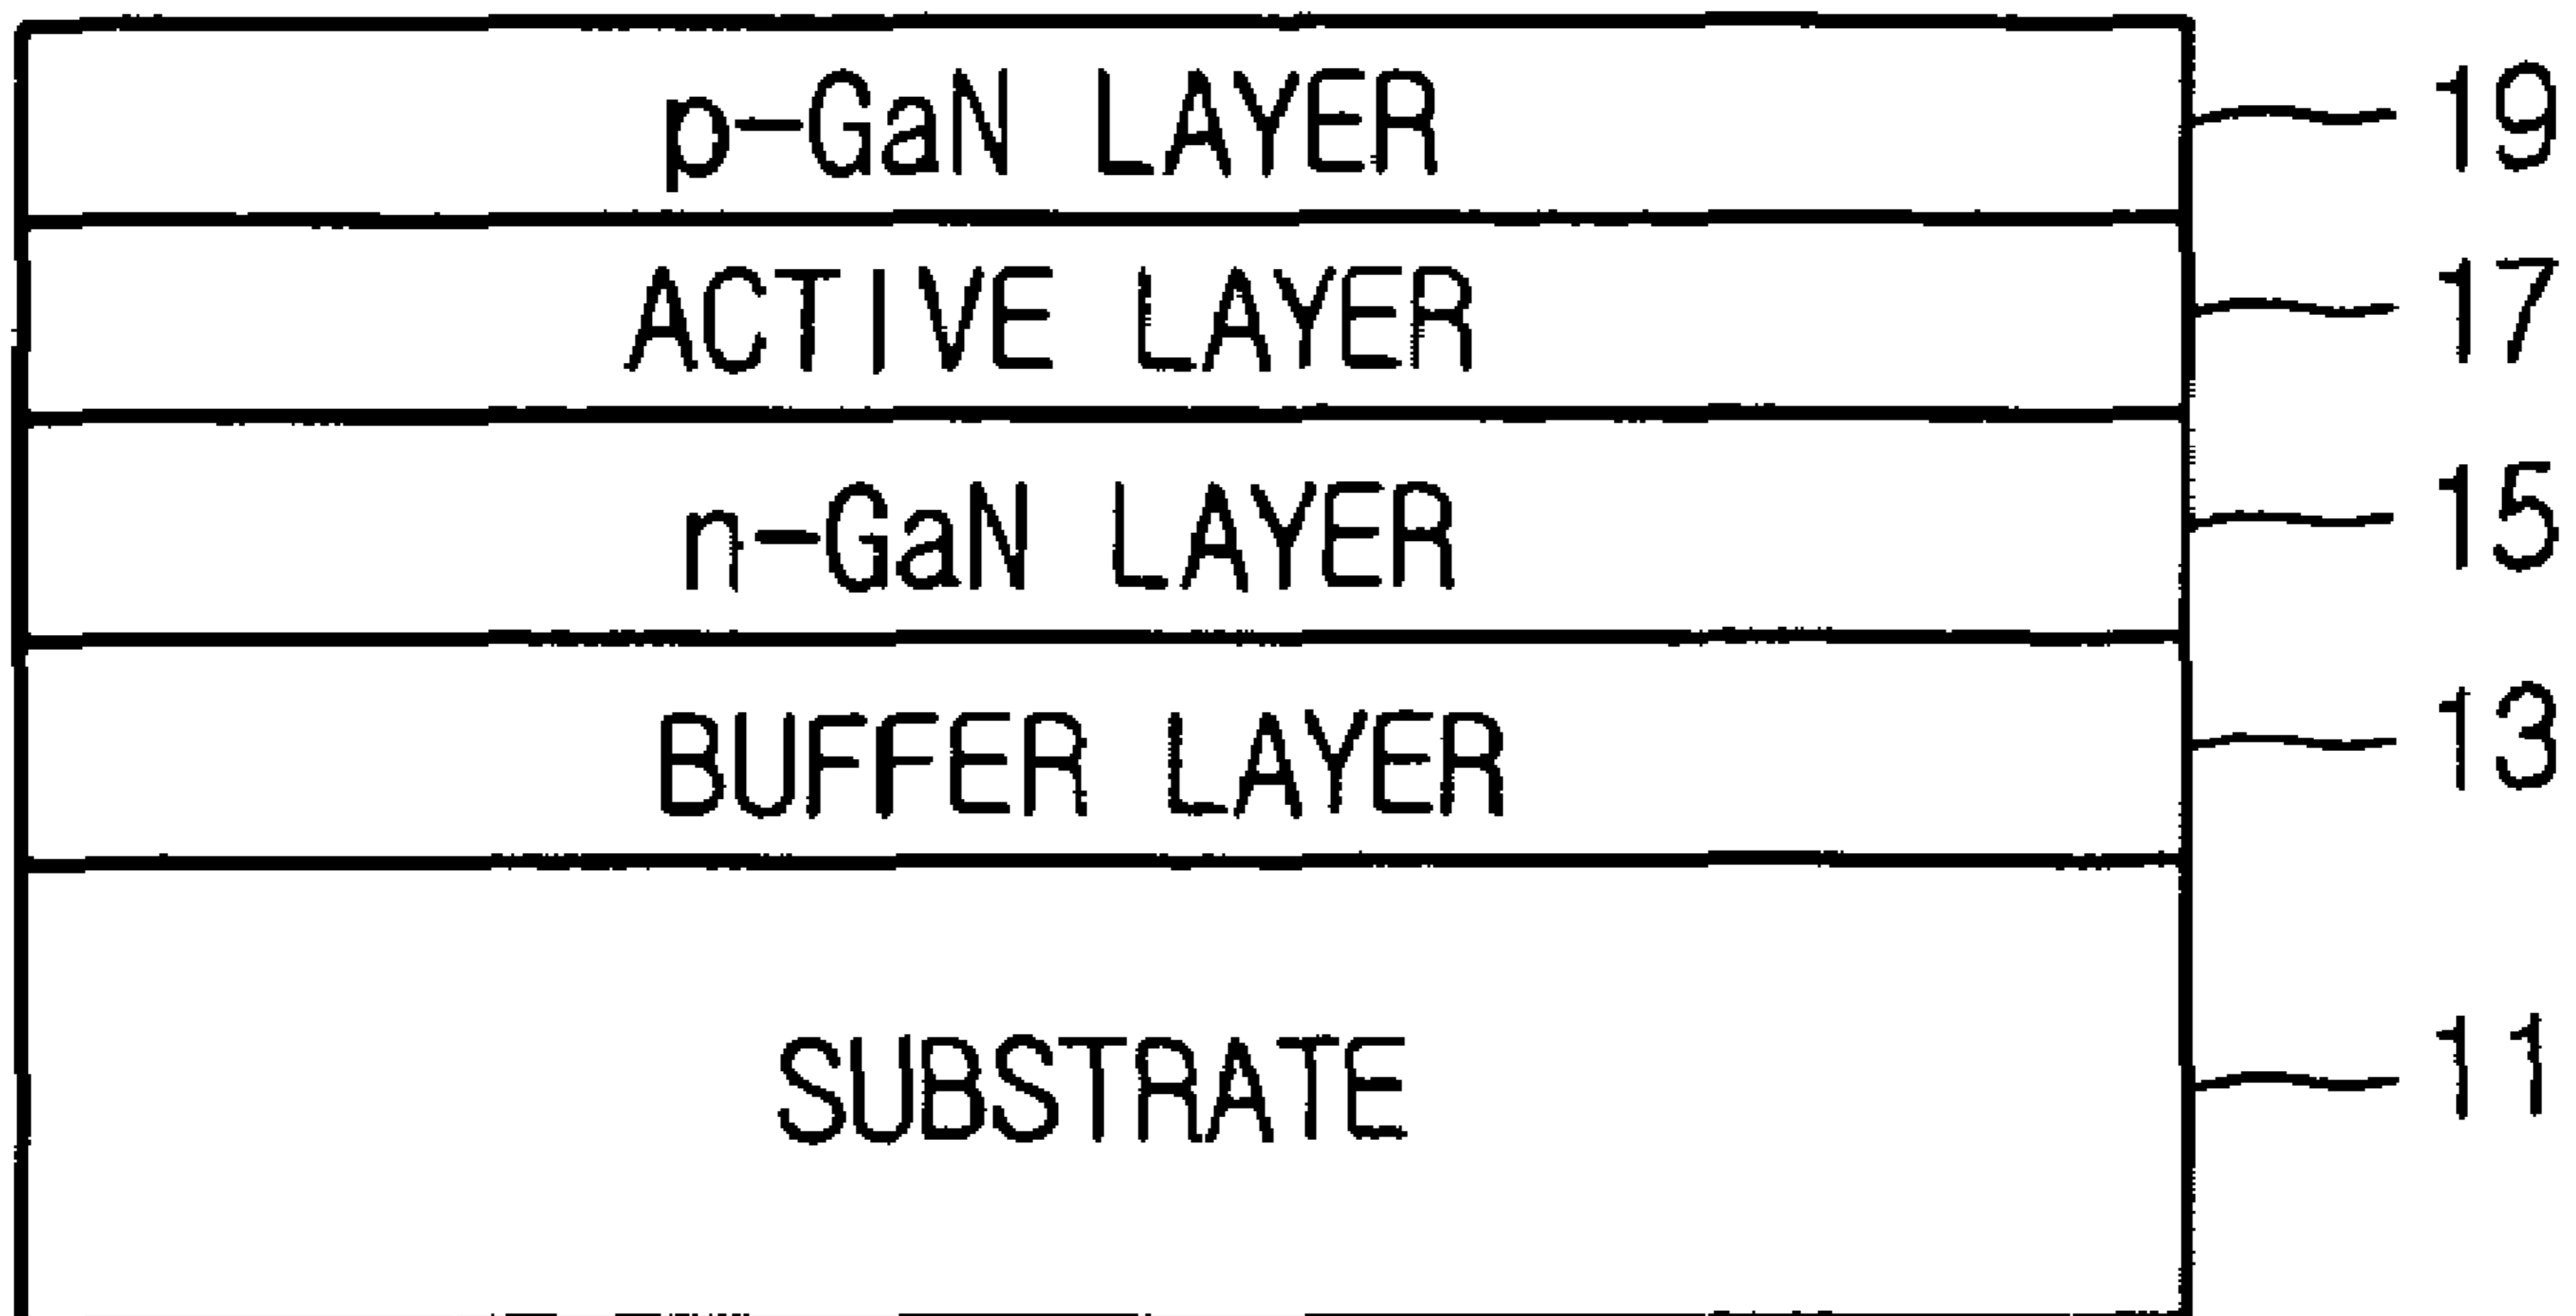 p-GaN LAYER 19
ACTIVE LAYER 17
n-GaN LAYER 15
BUFFER LAYER 13
SUBSTRATE 11